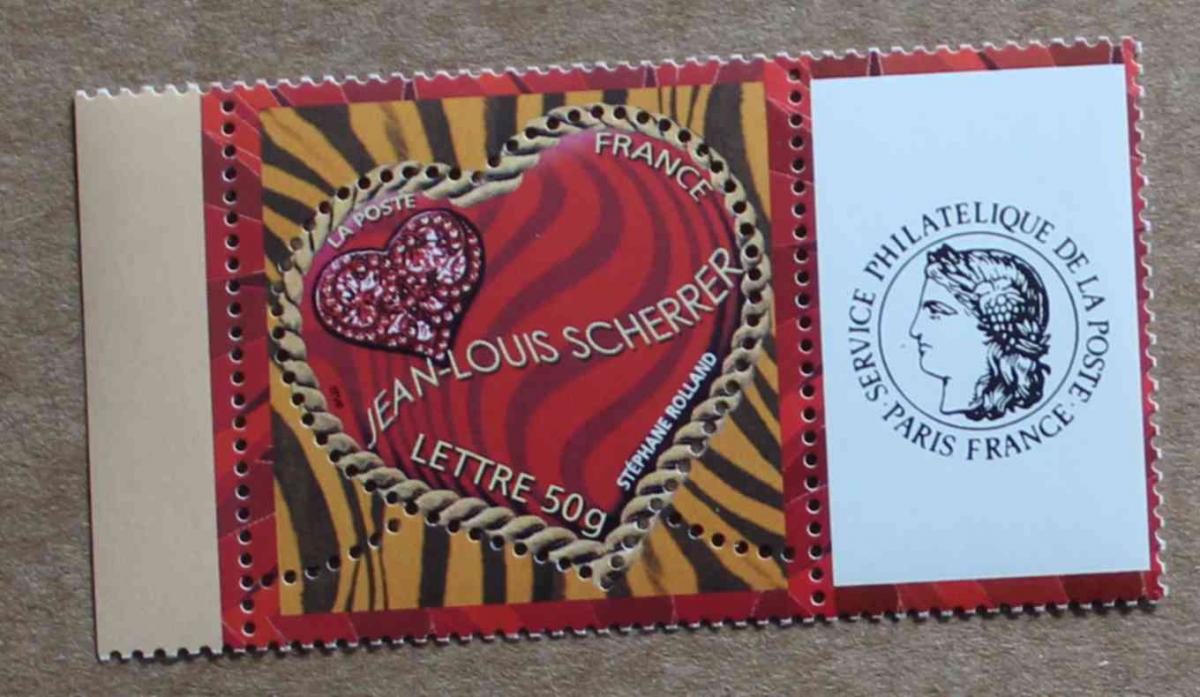 LA POSTE
FRANCE
JEAN-LOUIS SCHERRER
STÉPHANE ROLLAND
LETTRE 50g
SERVICE PHILATELIQUE DE LA POSTE · PARIS FRANCE ·